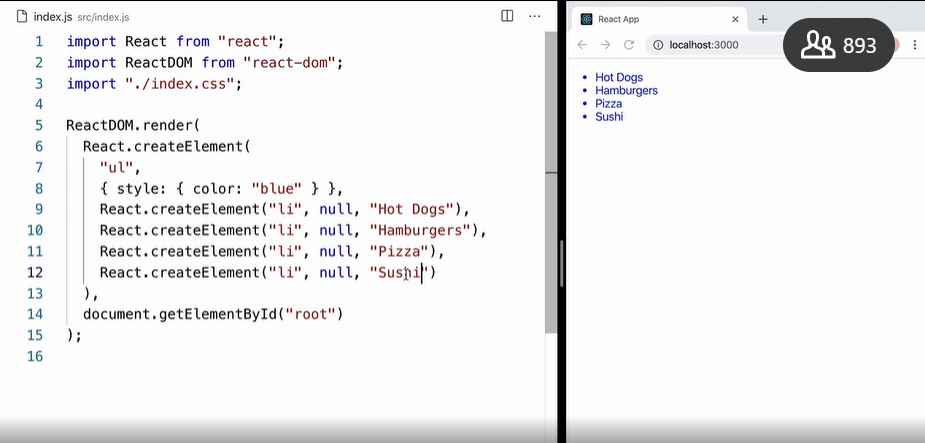 index.js src/index.js ...
1 import React from "react";
2 import ReactDOM from "react-dom";
3 import "./index.css";
4
5 ReactDOM.render(
6 React.createElement(
7 "ul",
8 { style: { color: "blue" } },
9 React.createElement("li", null, "Hot Dogs"),
10 React.createElement("li", null, "Hamburgers"),
11 React.createElement("li", null, "Pizza"),
12 React.createElement("li", null, "Sushi")
13 ),
14 document.getElementById("root")
15 );
16
React App
localhost:3000
893
• Hot Dogs
• Hamburgers
• Pizza
• Sushi